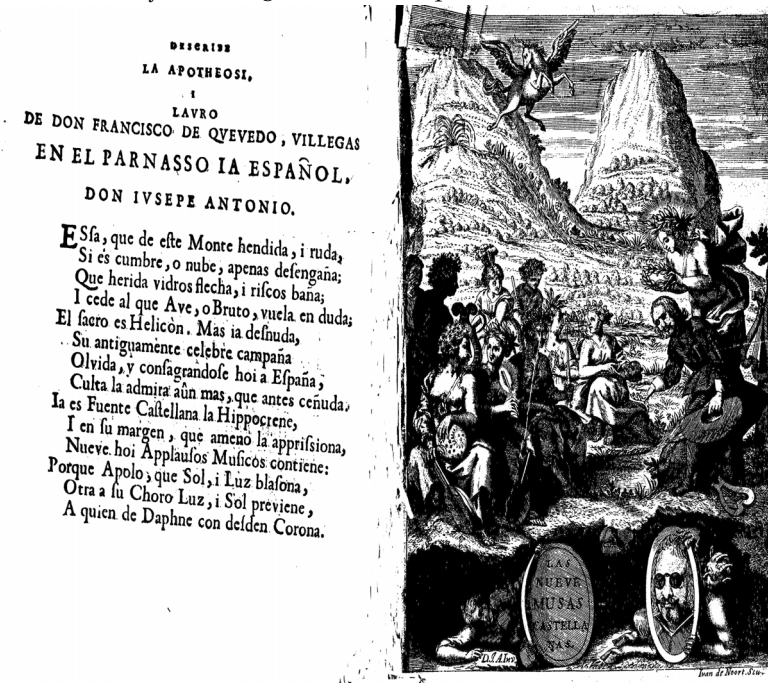 DESCRIBE
LA APOTHEOSI,
I
LAVRO
DE DON FRANCISCO DE QVEVEDO, VILLEGAS
EN EL PARNASSO IA ESPAÑOL,
DON IVSEPE ANTONIO.
ESſa, que de eſte Monte hendida, i ruda,
Si es cumbre, o nube, apenas deſengaña;
Que herida vidros flecha, i riſcos baña;
I cede al que Ave, o Bruto, vuela en duda;
El ſacro es Helicòn. Mas ia deſnuda,
Su antiguamente celebre campaña
Olvida, y conſagrandoſe hoi a Eſpaña,
Culta la admira aùn mas, que antes ceñuda.
Ia es Fuente Caſtellana la Hippocrene,
I en ſu margen, que ameno la appriſsiona,
Nueve hoi Applauſos Muſicos contiene:
Porque Apolo, que Sol, i Luz blaſona,
Otra a ſu Choro Luz, i Sol previene,
A quien de Daphne con deſden Corona.
LAS
NUEVE
MUSAS
CASTELLA
NAS.
D.I.A.Inv.
Iuan de Noort. Scu.